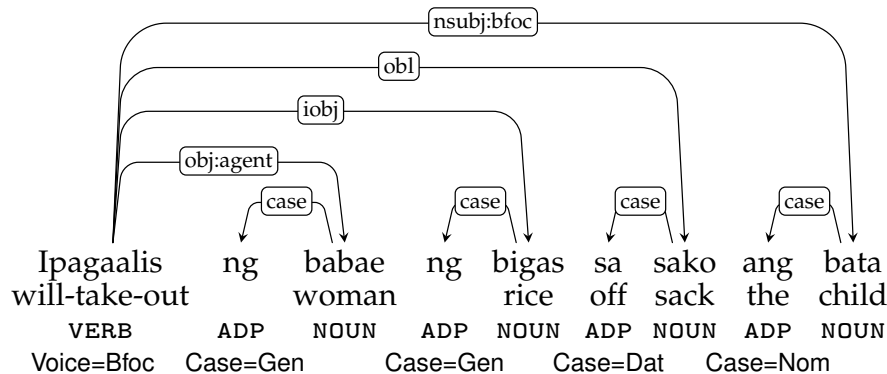 nsubj:bfoc
obl
iobj
obj:agent
case case case case
Ipagaalis ng babae ng bigas sa sako ang bata
will-take-out woman rice off sack the child
VERB ADP NOUN ADP NOUN ADP NOUN ADP NOUN
Voice=Bfoc Case=Gen Case=Gen Case=Dat Case=Nom